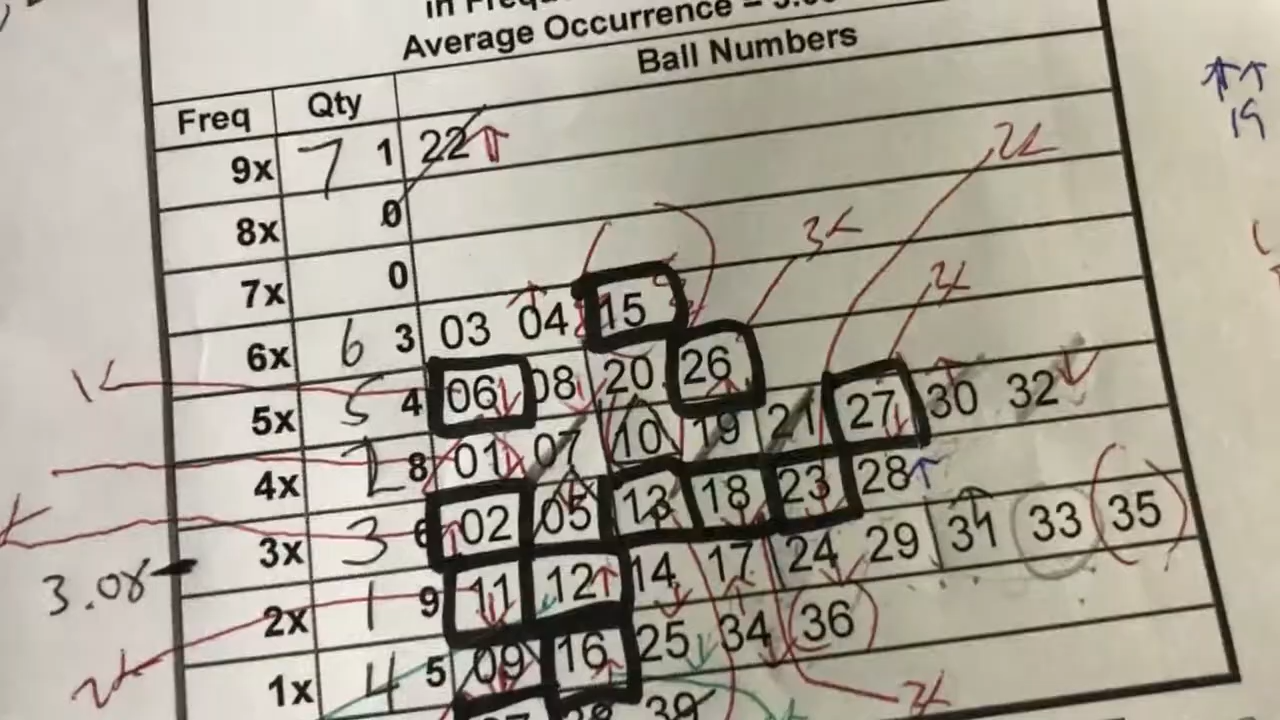 in
Average Occurrence =
Ball Numbers
Freq Qty
9x 7 1 22
19
8x 0
7x 0
6x 6 3 03 04 15
5x 5 4 06 08 20 26
4x 2 8 01 07 10 19 21 27 30 32
3x 3 6 02 05 13 18 23 28
3.08
2x 1 9 11 12 14 17 24 29 31 33 35
1x 4 5 09 16 25 34 36
39